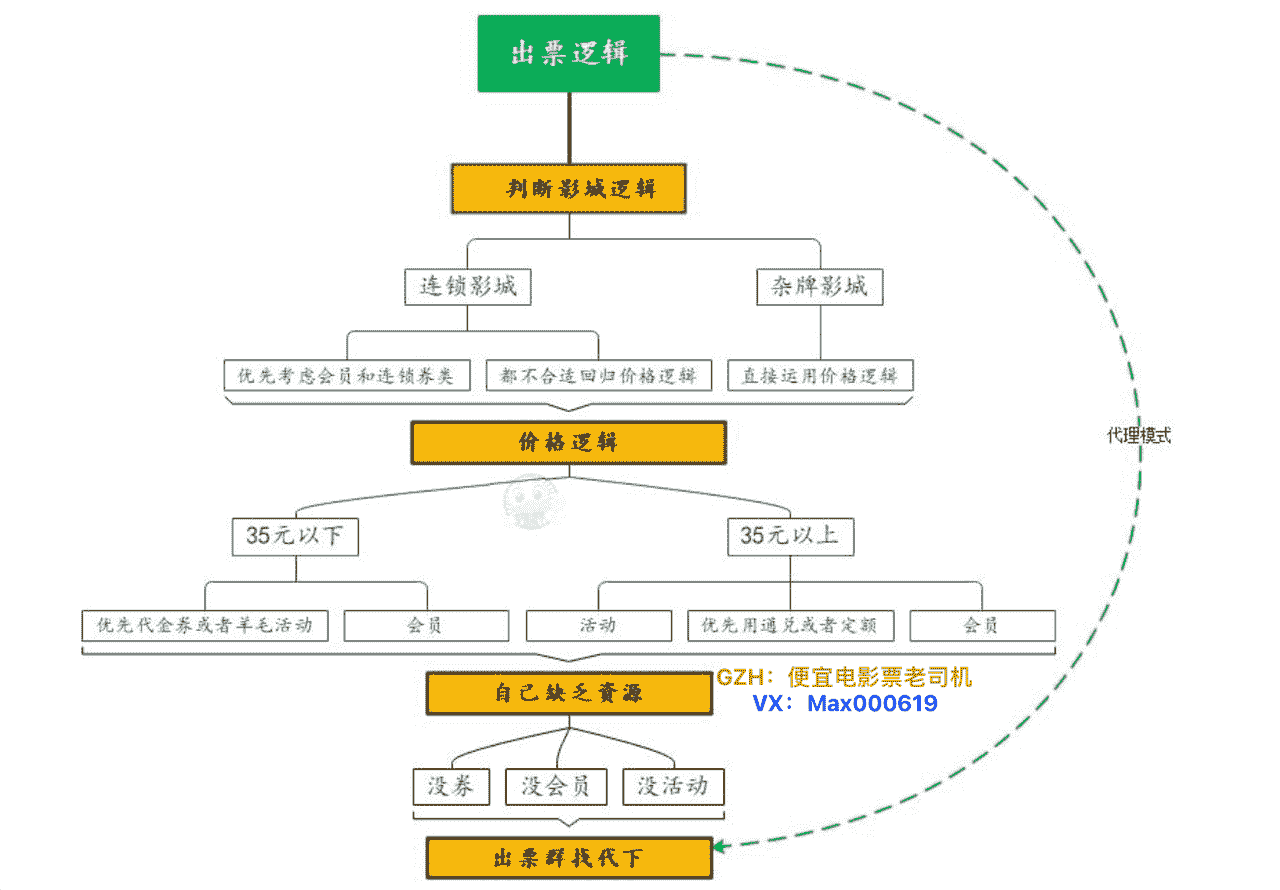 出票逻辑
判断影城逻辑
连锁影城
杂牌影城
优先考虑会员和连锁券类
都不合适回归价格逻辑
直接运用价格逻辑
价格逻辑
代理模式
35元以下
35元以上
优先代金券或者羊毛活动
会员
活动
优先用通兑或者定额
会员
自己缺乏资源
GZH：便宜电影票老司机
VX：Max000619
没券
没会员
没活动
出票群找代下